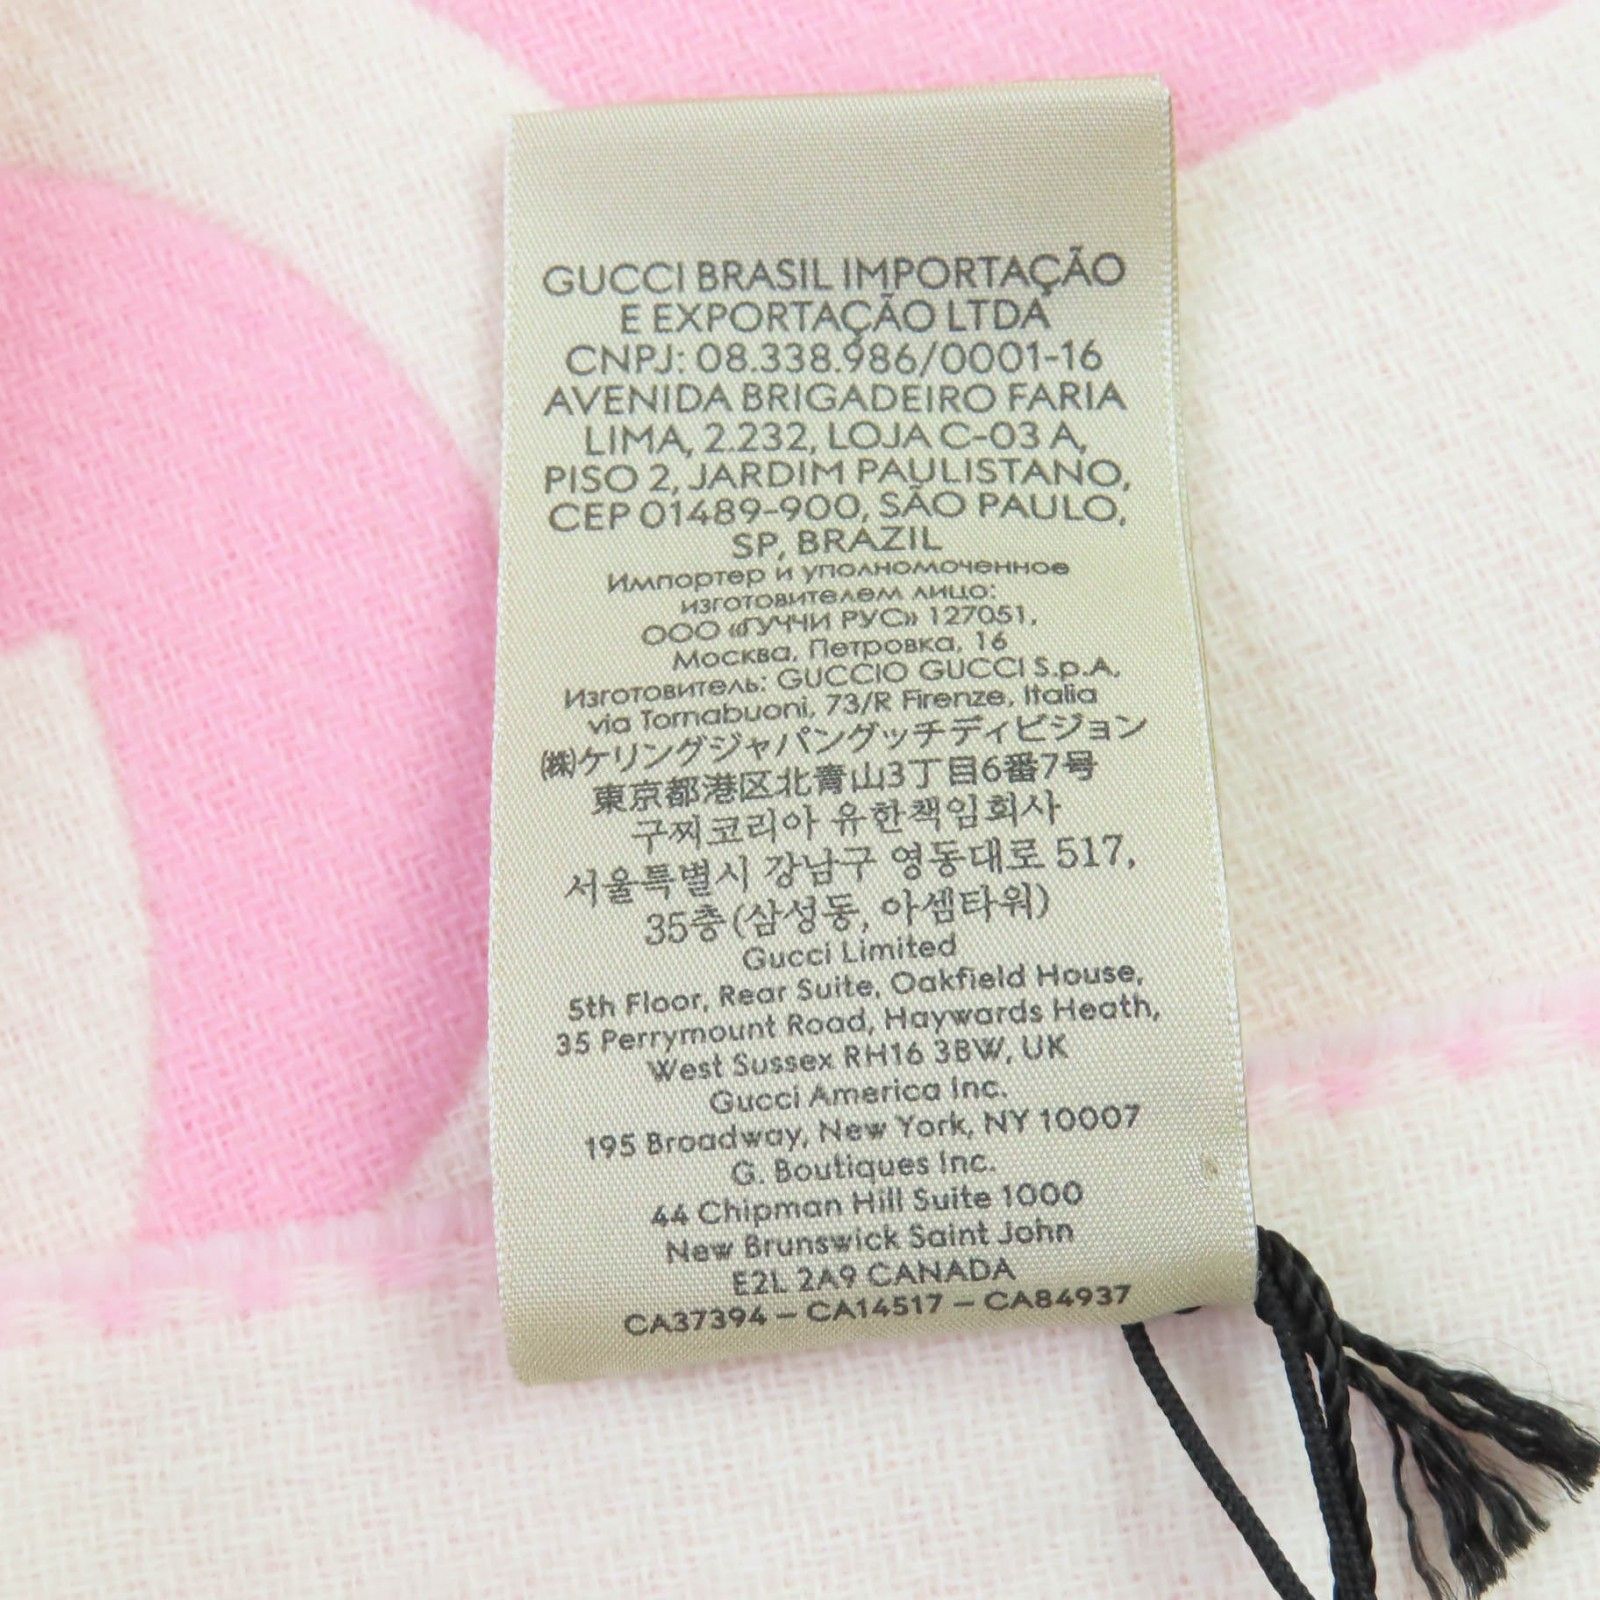 GUCCI BRASIL IMPORTAÇÃO
E EXPORTAÇÃO LTDA
CNPJ: 08.338.986/0001-16
AVENIDA BRIGADEIRO FARIA
LIMA, 2.232, LOJA C-03 A,
PISO 2, JARDIM PAULISTANO,
CEP 01489-900, SÃO PAULO,
SP, BRAZIL
Импортер и уполномоченное
изготовителем лицо:
ООО «ГУЧЧИ РУС» 127051,
Москва, Петровка, 16
Изготовитель: GUCCIO GUCCI S.p.A,
via Tornabuoni, 73/R Firenze, Italia
㈱ケリングジャパングッチディビジョン
東京都港区北青山3丁目6番7号
구찌코리아 유한책임회사
서울특별시 강남구 영동대로 517,
35층(삼성동, 아셈타워)
Gucci Limited
5th Floor, Rear Suite, Oakfield House,
35 Perrymount Road, Haywards Heath,
West Sussex RH16 3BW, UK
Gucci America Inc.
195 Broadway, New York, NY 10007
G. Boutiques Inc.
44 Chipman Hill Suite 1000
New Brunswick Saint John
E2L 2A9 CANADA
CA37394 – CA14517 – CA84937